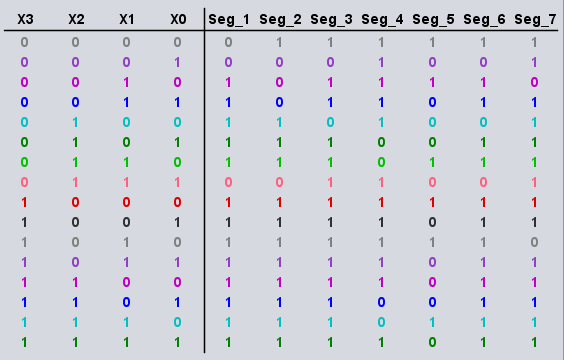 X3 X2 X1 X0 Seg_1 Seg_2 Seg_3 Seg_4 Seg_5 Seg_6 Seg_7
0 0 0 0 0 1 1 1 1 1 1
0 0 0 1 0 0 0 1 0 0 1
0 0 1 0 1 0 1 1 1 1 0
0 0 1 1 1 0 1 1 0 1 1
0 1 0 0 1 1 0 1 0 0 1
0 1 0 1 1 1 1 0 0 1 1
0 1 1 0 1 1 1 0 1 1 1
0 1 1 1 0 0 1 1 0 0 1
1 0 0 0 1 1 1 1 1 1 1
1 0 0 1 1 1 1 1 0 1 1
1 0 1 0 1 1 1 1 1 1 0
1 0 1 1 1 1 1 1 0 1 1
1 1 0 0 1 1 1 1 0 1 1
1 1 0 1 1 1 1 0 0 1 1
1 1 1 0 1 1 1 0 1 1 1
1 1 1 1 1 1 1 1 0 1 1